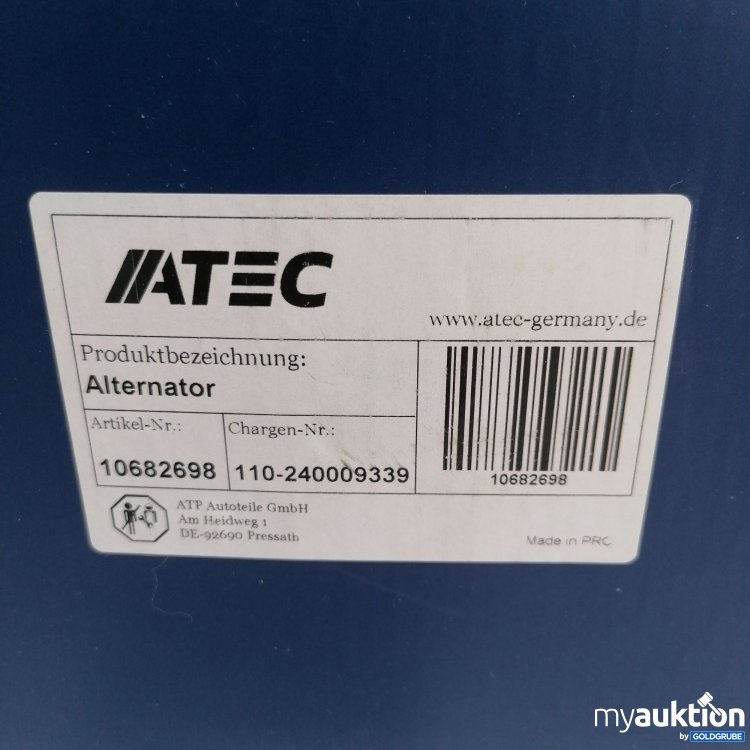 ATEC
www.atec-germany.de
Produktbezeichnung:
Alternator
Artikel-Nr.:
10682698
Chargen-Nr.:
110-240009339
10682698
ATP Autoteile GmbH
Am Heidweg 1
DE-92690 Pressath
Made in PRC
myauktion
by GOLDGRUBE